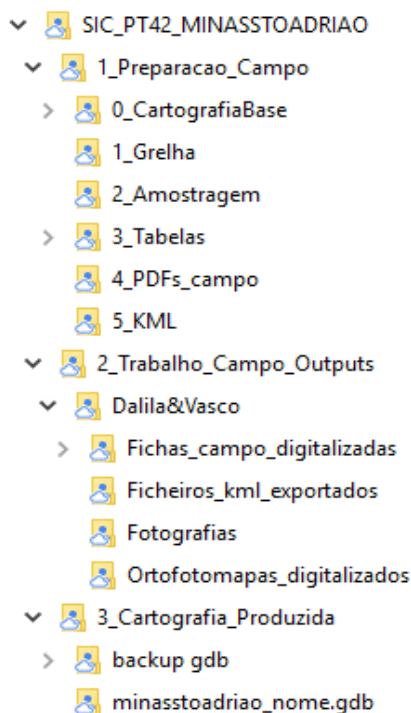 SIC_PT42_MINASSTOADRIAO
1_Preparacao_Campo
0_CartografiaBase
1_Grelha
2_Amostragem
3_Tabelas
4_PDFs_campo
5_KML
2_Trabalho_Campo_Outputs
Dalila&Vasco
Fichas_campo_digitalizadas
Ficheiros_kml_exportados
Fotografias
Ortofotomapas_digitalizados
3_Cartografia_Produzida
backup gdb
minasstoadriao_nome.gdb